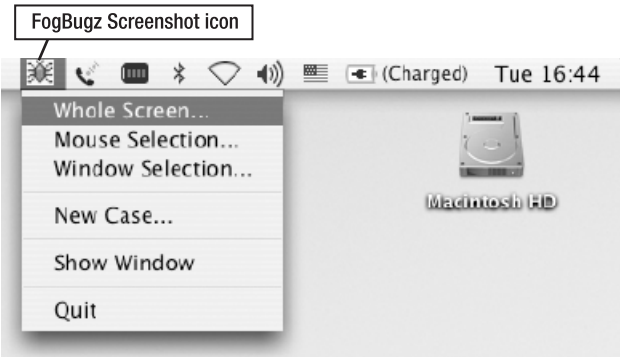 FogBugz Screenshot icon
(Charged) Tue 16:44
Whole Screen...
Mouse Selection...
Window Selection...
New Case...
Show Window
Quit
Macintosh HD